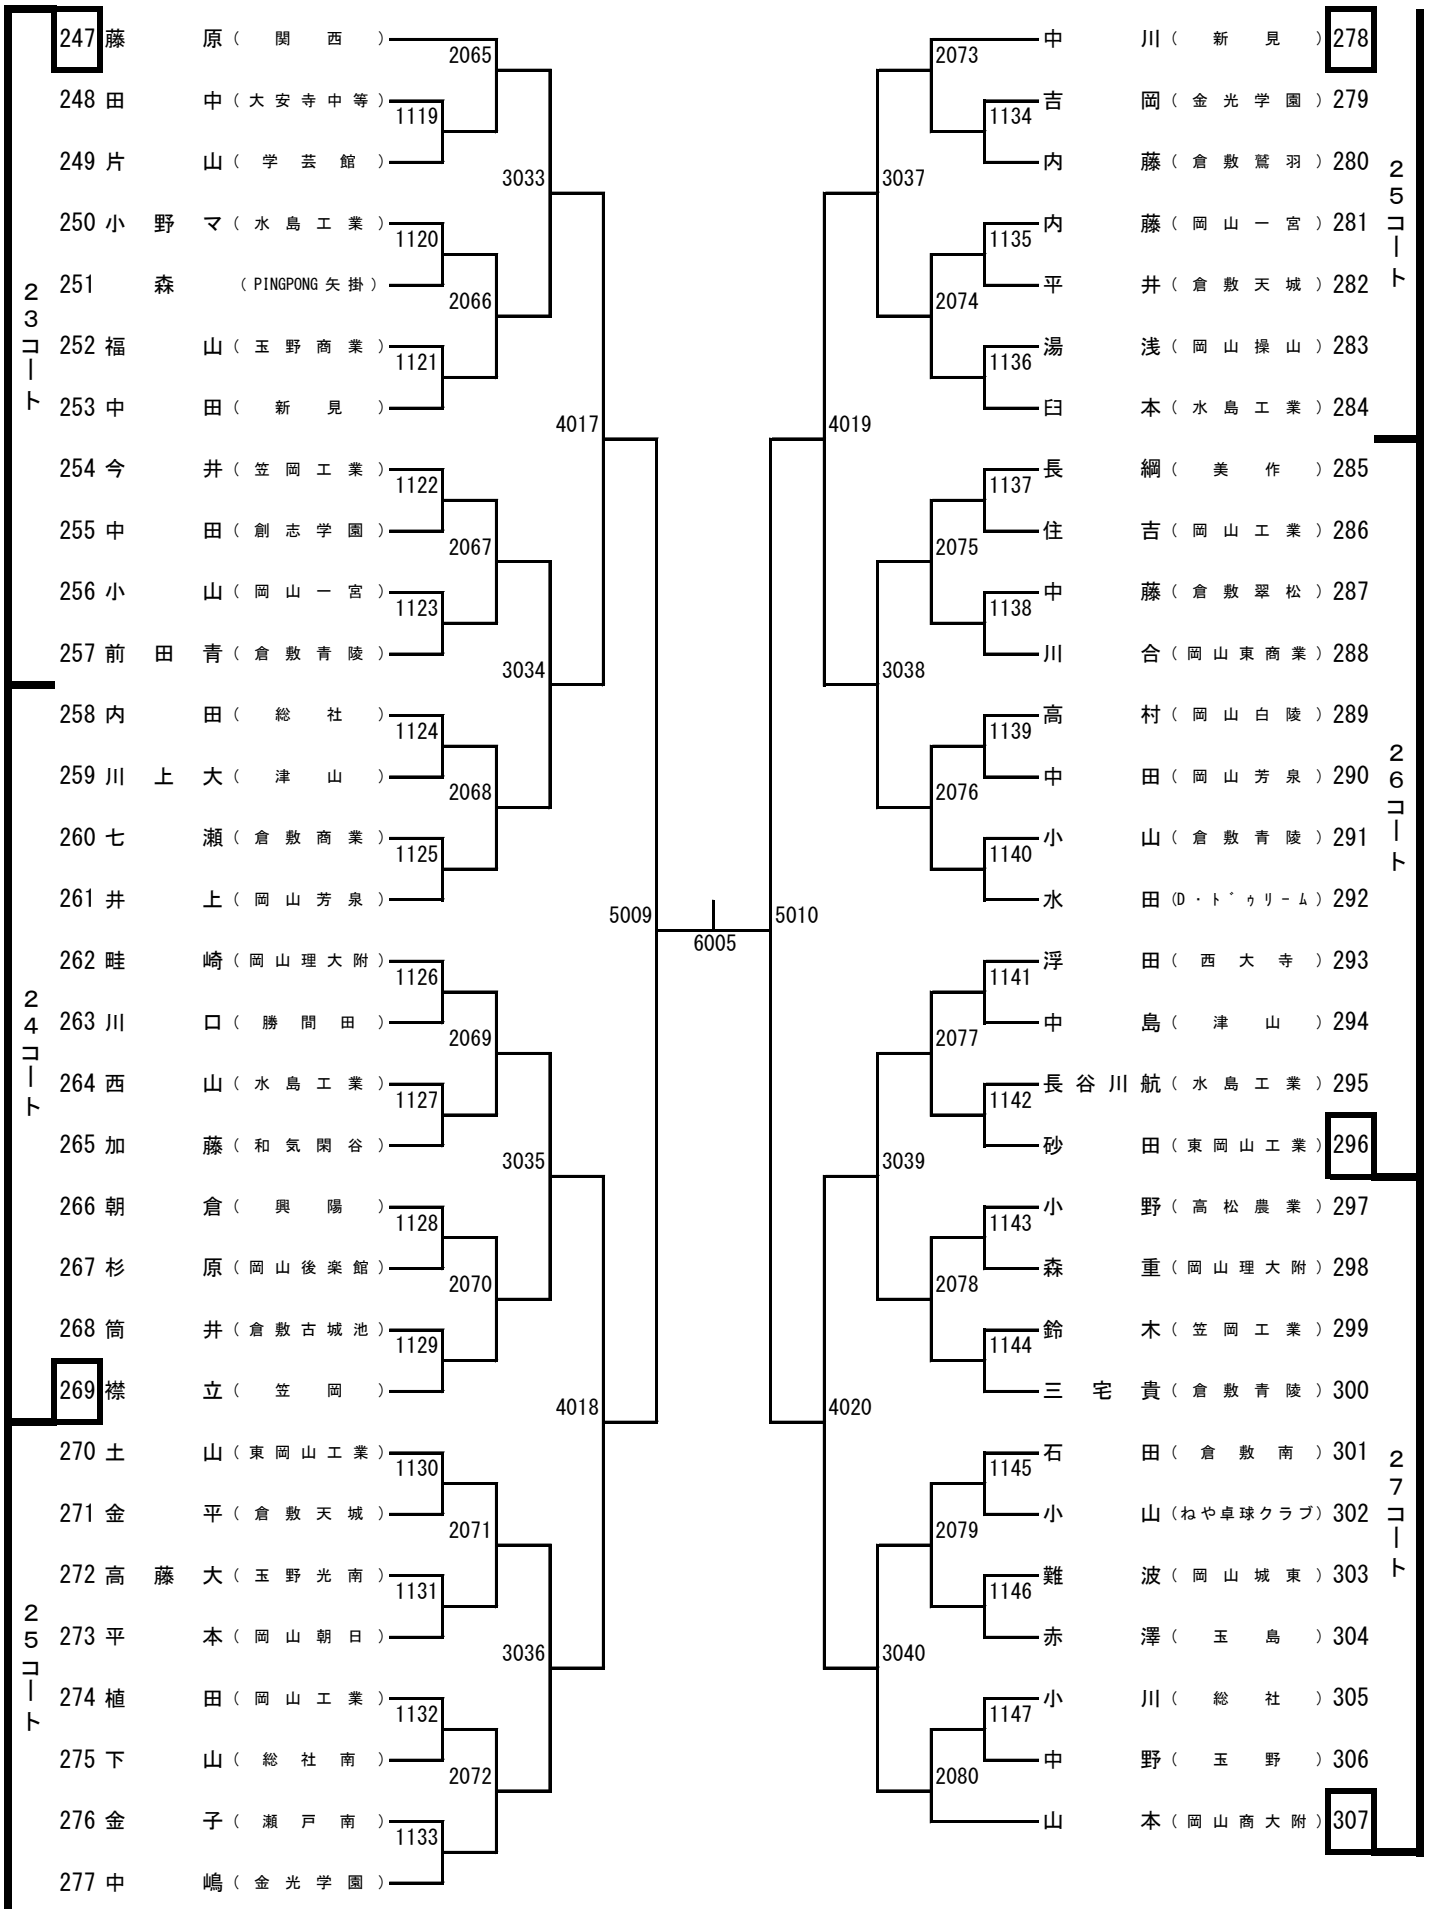 23コート
247 藤原（関西）
248 田中（大安寺中等）
249 片山（学芸館）
250 小野マ（水島工業）
251 森（PINGPONG矢掛）
252 福山（玉野商業）
253 中田（新見）
254 今井（笠岡工業）
255 中田（創志学園）
256 小山（岡山一宮）
257 前田青（倉敷青陵）
24コート
258 内田（総社）
259 川上大（津山）
260 七瀬（倉敷商業）
261 井上（岡山芳泉）
262 畦崎（岡山理大附）
263 川口（勝間田）
264 西山（水島工業）
265 加藤（和気閑谷）
266 朝倉（興陽）
267 杉原（岡山後楽館）
268 筒井（倉敷古城池）
269 襟立（笠岡）
25コート
270 土山（東岡山工業）
271 金平（倉敷天城）
272 高藤大（玉野光南）
273 平本（岡山朝日）
274 植田（岡山工業）
275 下山（総社南）
276 金子（瀬戸南）
277 中嶋（金光学園）
1119
1120
1121
1122
1123
1124
1125
1126
1127
1128
1129
1130
1131
1132
1133
2065
2066
2067
2068
2069
2070
2071
2072
3033
3034
3035
3036
4017
4018
5009
6005
5010
4019
4020
3037
3038
3039
3040
2073
2074
2075
2076
2077
2078
2079
2080
1134
1135
1136
1137
1138
1139
1140
1141
1142
1143
1144
1145
1146
1147
中川（新見）278
吉岡（金光学園）279
内藤（倉敷鷲羽）280
内藤（岡山一宮）281
平井（倉敷天城）282
湯浅（岡山操山）283
臼本（水島工業）284
25コート
長綱（美作）285
住吉（岡山工業）286
中藤（倉敷翠松）287
川合（岡山東商業）288
高村（岡山白陵）289
中田（岡山芳泉）290
小山（倉敷青陵）291
水田（D・ドゥリーム）292
浮田（西大寺）293
中島（津山）294
長谷川航（水島工業）295
砂田（東岡山工業）296
26コート
小野（高松農業）297
森重（岡山理大附）298
鈴木（笠岡工業）299
三宅貴（倉敷青陵）300
石田（倉敷南）301
小山（ねや卓球クラブ）302
難波（岡山城東）303
赤澤（玉島）304
小川（総社）305
中野（玉野）306
山本（岡山商大附）307
27コート